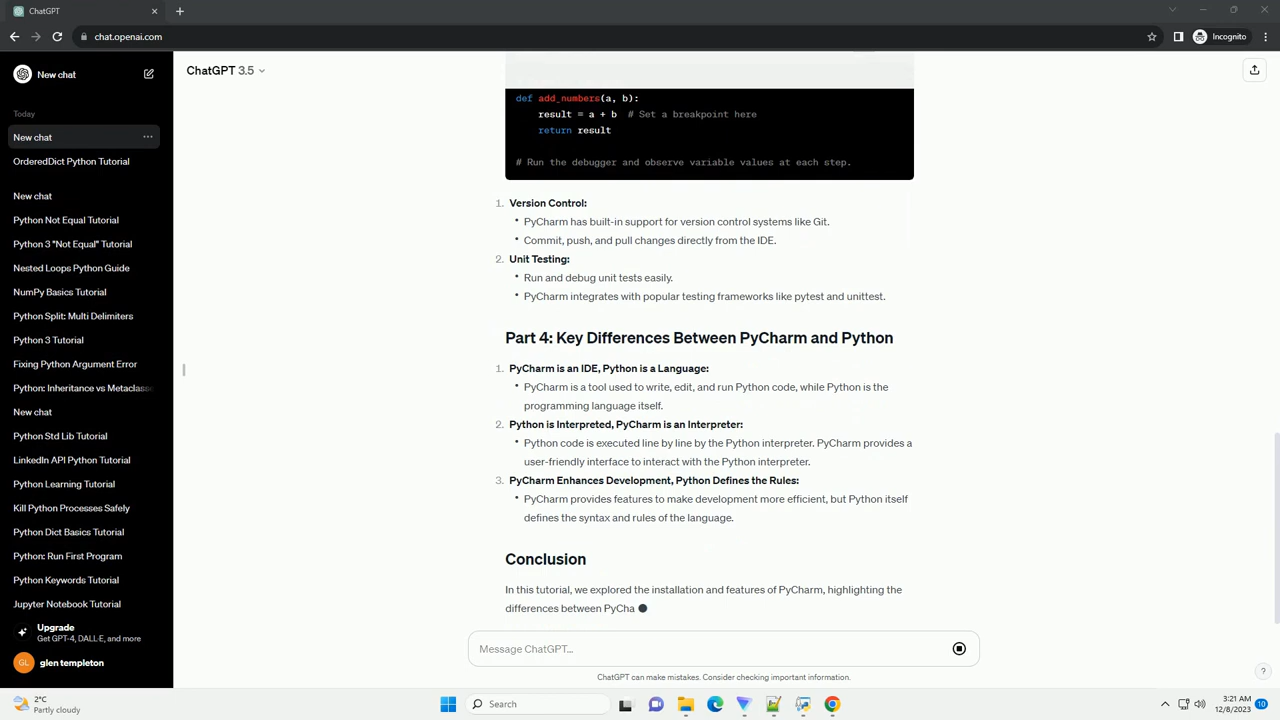 ChatGPT
chat.openai.com
Incognito
New chat
Today
New chat
OrderedDict Python Tutorial
New chat
Python Not Equal Tutorial
Python 3 "Not Equal" Tutorial
Nested Loops Python Guide
NumPy Basics Tutorial
Python Split: Multi Delimiters
Python 3 Tutorial
Fixing Python Argument Error
Python: Inheritance vs Metaclasse
New chat
Python Std Lib Tutorial
LinkedIn API Python Tutorial
Python Learning Tutorial
Kill Python Processes Safely
Python Dict Basics Tutorial
Python: Run First Program
Python Keywords Tutorial
Jupyter Notebook Tutorial
Upgrade
Get GPT-4, DALL·E, and more
GL glen templeton
ChatGPT 3.5
def add_numbers(a, b):
result = a + b # Set a breakpoint here
return result
# Run the debugger and observe variable values at each step.
1. Version Control:
• PyCharm has built-in support for version control systems like Git.
• Commit, push, and pull changes directly from the IDE.
2. Unit Testing:
• Run and debug unit tests easily.
• PyCharm integrates with popular testing frameworks like pytest and unittest.
Part 4: Key Differences Between PyCharm and Python
1. PyCharm is an IDE, Python is a Language:
• PyCharm is a tool used to write, edit, and run Python code, while Python is the
programming language itself.
2. Python is Interpreted, PyCharm is an Interpreter:
• Python code is executed line by line by the Python interpreter. PyCharm provides a
user-friendly interface to interact with the Python interpreter.
3. PyCharm Enhances Development, Python Defines the Rules:
• PyCharm provides features to make development more efficient, but Python itself
defines the syntax and rules of the language.
Conclusion
In this tutorial, we explored the installation and features of PyCharm, highlighting the
differences between PyCha
Message ChatGPT...
ChatGPT can make mistakes. Consider checking important information.
?
2°C
Partly cloudy
Search
3:21 AM
12/8/2023
10